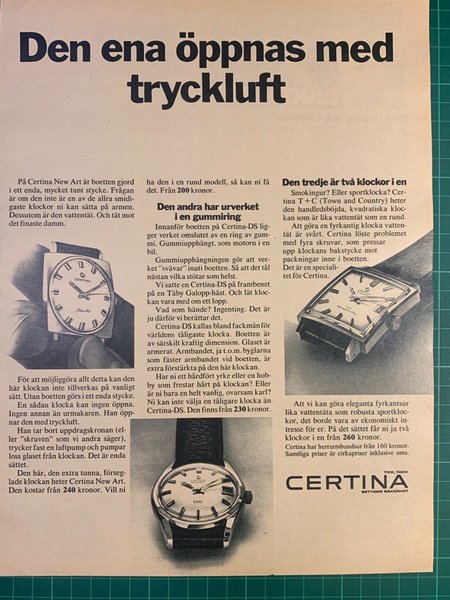 Den ena öppnas med
tryckluft
På Certina New Art är boetten gjord
i ett enda, mycket tunt stycke. Frågan
är om den inte är en av de allra smidi-
gaste klockor ni kan sätta på armen.
Dessutom är den vattentät. Och tät mot
det finaste damm.
CERTINA
För att möjliggöra allt detta kan den
här klockan inte tillverkas på vanligt
sätt. Utan boetten görs i ett enda stycke.
En sådan klocka kan ingen öppna.
Ingen annan än urmakaren. Han öpp-
nar den med tryckluft.
Han tar bort uppdragskronan (el-
ler "skruven" som vi andra säger),
trycker fast en luftpump och pumpar
loss glaset från klockan. Det är enda
sättet.
Den här, den extra tunna, förseg-
lade klockan heter Certina New Art.
Den kostar från 240 kronor. Vill ni
ha den i en rund modell, så kan ni få
det. Från 200 kronor.
Den andra har urverket
i en gummiring
Innanför boetten på Certina-DS lig-
ger verket omslutet av en ring av gum-
mi. Gummiupphängt, som motorn i en
bil.
Gummiupphängningen gör att ver-
ket "svävar" inuti boetten. Så att det tål
nästan vilka stötar som helst.
Vi satte en Certina-DS på frambenet
på en Täby Galopp-häst. Och lät kloc-
kan vara med om ett lopp.
Vad som hände? Ingenting. Det är
ju därför vi berättar det.
Certina-DS kallas bland fackmän för
världens tåligaste klocka. Boetten är
av särskilt kraftig dimension. Glaset är
armerat. Armbandet, ja t.o.m. byglarna
som fäster armbandet vid boetten, är
extra förstärkta på den här klockan.
Har ni ett hårdfört yrke eller en hob-
by som frestar hårt på klockan? Eller
är ni bara en helt vanlig, ovarsam karl?
Ni kan inte välja en tåligare klocka än
Certina-DS. Den finns från 230 kronor.
Den tredje är två klockor i en
Smokingur? Eller sportklocka? Cer-
tina T+C (Town and Country) heter
den handledsböjda, kvadratiska kloc-
kan som är lika vattentät som en rund.
Att göra en fyrkantig klocka vatten-
tät är svårt. Certina löste problemet
med fyra skruvar, som pressar
upp klockans bakstycke mot
packningar inne i boetten.
Det är en speciali-
tet för Certina.
Att vi kan göra eleganta fyrkantsur
lika vattentäta som robusta sportkloc-
kor, det borde vara av ekonomiskt in-
tresse för er. På det sättet får ni ju två
klockor i en från 260 kronor.
Certina har herrarmbandsur från 160 kronor.
Samtliga priser är cirkapriser inklusive oms.
TICK, TACK
CERTINA
BETYDER SÄKERHET